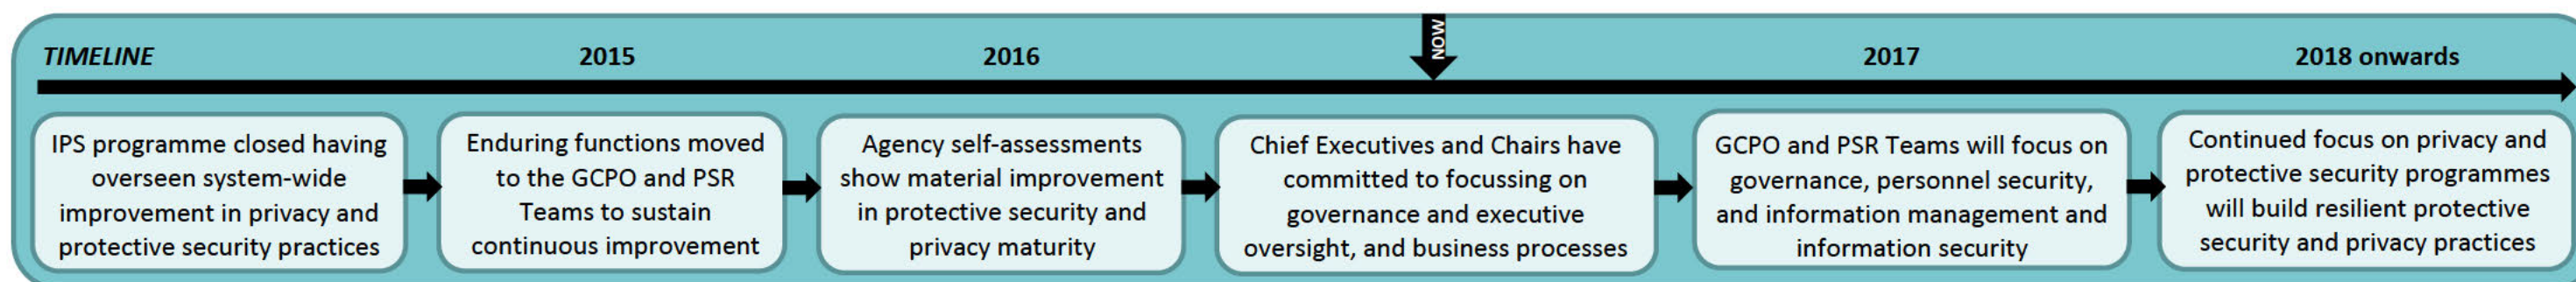 TIMELINE
2015
2016
NOW
2017
2018 onwards
IPS programme closed having
overseen system-wide
improvement in privacy and
protective security practices
Enduring functions moved
to the GCPO and PSR
Teams to sustain
continuous improvement
Agency self-assessments
show material improvement
in protective security and
privacy maturity
Chief Executives and Chairs have
committed to focussing on
governance and executive
oversight, and business processes
GCPO and PSR Teams will focus on
governance, personnel security,
and information management and
information security
Continued focus on privacy and
protective security programmes
will build resilient protective
security and privacy practices